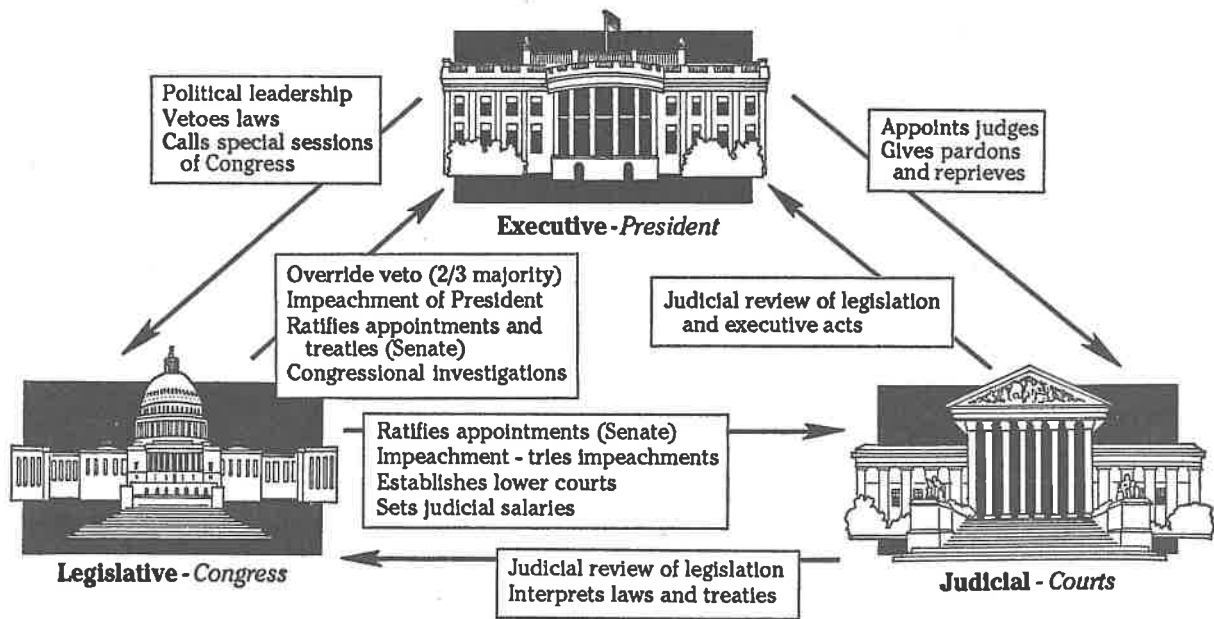 Political leadership
Vetoes laws
Calls special sessions
of Congress
Appoints judges
Gives pardons
and reprieves
Executive - President
Override veto (2/3 majority)
Impeachment of President
Ratifies appointments and
treaties (Senate)
Congressional investigations
Judicial review of legislation
and executive acts
Ratifies appointments (Senate)
Impeachment - tries impeachments
Establishes lower courts
Sets judicial salaries
Legislative - Congress
Judicial review of legislation
Interprets laws and treaties
Judicial - Courts